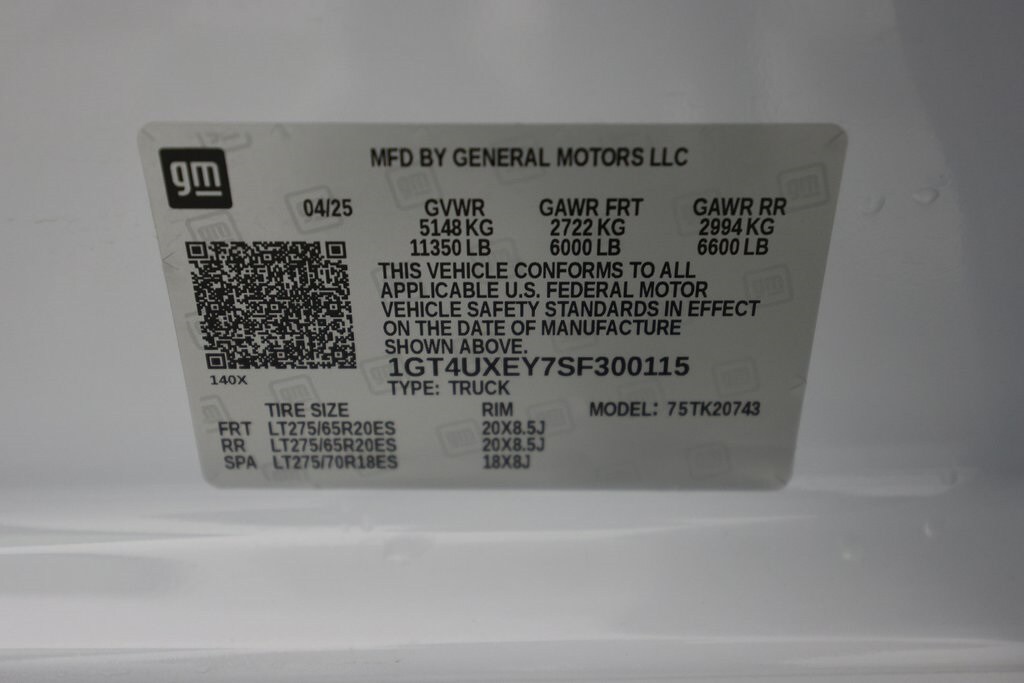 gm
MFD BY GENERAL MOTORS LLC
04/25 GVWR GAWR FRT GAWR RR
5148 KG 2722 KG 2994 KG
11350 LB 6000 LB 6600 LB
THIS VEHICLE CONFORMS TO ALL
APPLICABLE U.S. FEDERAL MOTOR
VEHICLE SAFETY STANDARDS IN EFFECT
ON THE DATE OF MANUFACTURE
SHOWN ABOVE.
1GT4UXEY7SF300115
140X
TYPE: TRUCK
TIRE SIZE RIM MODEL: 75TK20743
FRT LT275/65R20ES 20X8.5J
RR LT275/65R20ES 20X8.5J
SPA LT275/70R18ES 18X8J